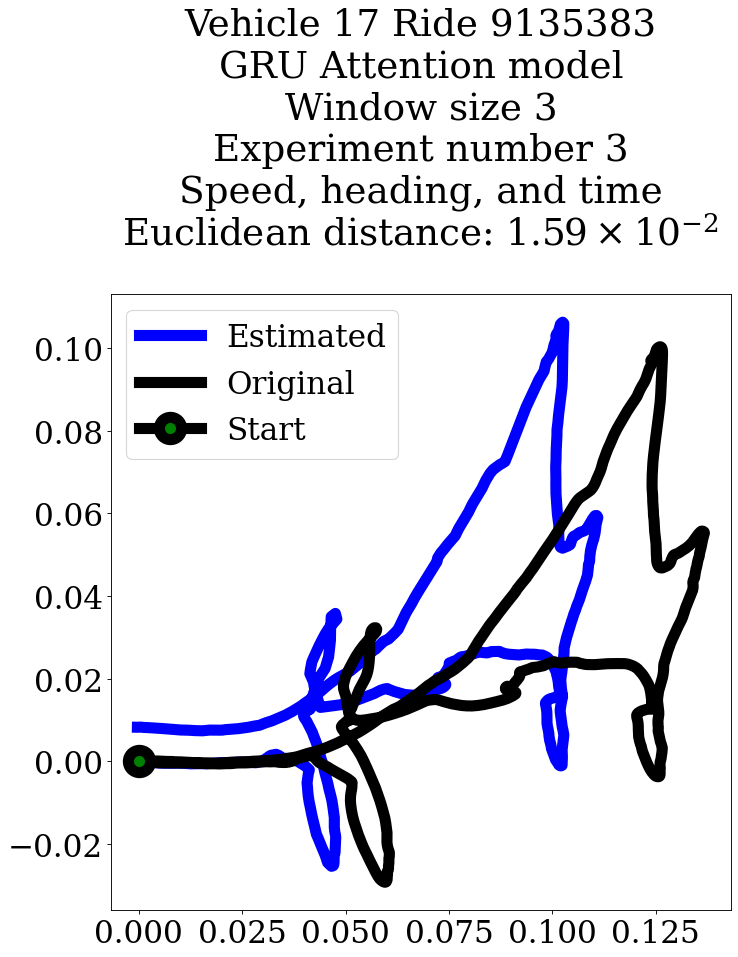 Vehicle 17 Ride 9135383
GRU Attention model
Window size 3
Experiment number 3
Speed, heading, and time
Euclidean distance: 1.59 × 10⁻²
Estimated
Original
Start
0.10
0.08
0.06
0.04
0.02
0.00
−0.02
0.000 0.025 0.050 0.075 0.100 0.125